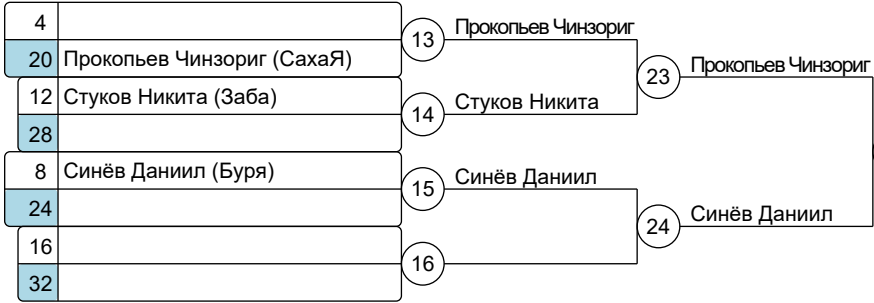 4
13
Прокопьев Чинзориг
20 Прокопьев Чинзориг (СахаЯ)
23
Прокопьев Чинзориг
12 Стуков Никита (Заба)
14
Стуков Никита
28
8 Синёв Даниил (Буря)
15
Синёв Даниил
24
24
Синёв Даниил
16
16
32